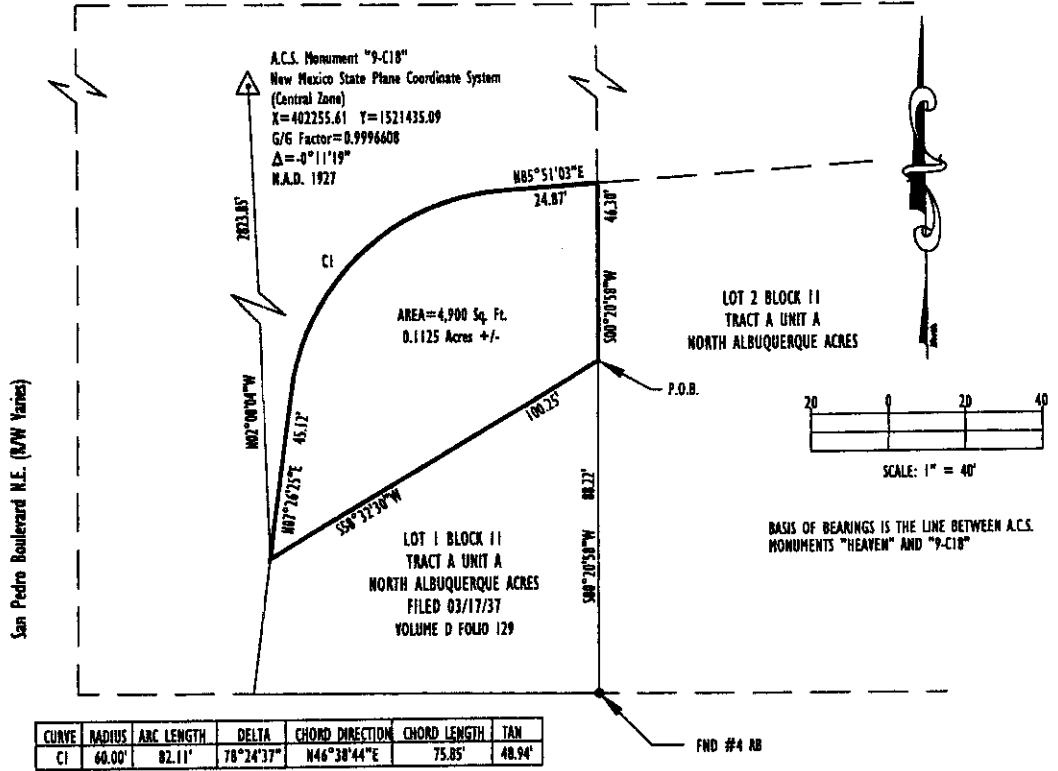 A.C.S. Monument "9-C18"
New Mexico State Plane Coordinate System
(Central Zone)
X=402255.61 Y=1521435.09
G/G Factor=0.9996608
Δ=-0°11'19"
N.A.D. 1927
N85°51'03"E
24.87'
46.30'
S00°20'58"W
2823.85'
N02°08'04"W
C1
AREA=4,900 Sq. Ft.
0.1125 Acres +/-
LOT 2 BLOCK 11
TRACT A UNIT A
NORTH ALBUQUERQUE ACRES
North
P.O.B.
100.25'
S58°32'30"W
45.12'
N07°26'25"E
San Pedro Boulevard N.E. (R/W Varies)
20 0 20 40
SCALE: 1" = 40'
88.22'
S00°20'58"W
BASIS OF BEARINGS IS THE LINE BETWEEN A.C.S.
MONUMENTS "HEAVEN" AND "9-C18"
LOT 1 BLOCK 11
TRACT A UNIT A
NORTH ALBUQUERQUE ACRES
FILED 03/17/37
VOLUME D FOLIO 129
FND #4 RB
CURVE RADIUS ARC LENGTH DELTA CHORD DIRECTION CHORD LENGTH TAN
C1 60.00' 82.11' 78°24'37" N46°38'44"E 75.85' 48.94'